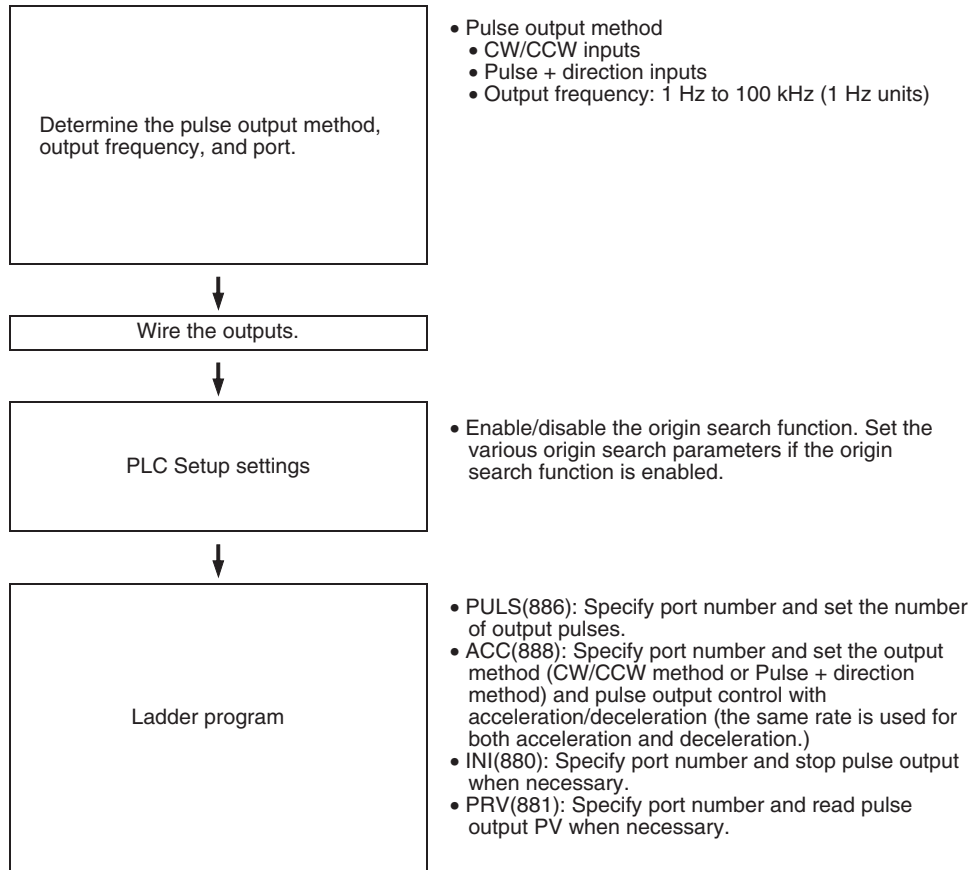 Determine the pulse output method,
output frequency, and port.
• Pulse output method
• CW/CCW inputs
• Pulse + direction inputs
• Output frequency: 1 Hz to 100 kHz (1 Hz units)
Wire the outputs.
PLC Setup settings
• Enable/disable the origin search function. Set the
various origin search parameters if the origin
search function is enabled.
Ladder program
• PULS(886): Specify port number and set the number
of output pulses.
• ACC(888): Specify port number and set the output
method (CW/CCW method or Pulse + direction
method) and pulse output control with
acceleration/deceleration (the same rate is used for
both acceleration and deceleration.)
• INI(880): Specify port number and stop pulse output
when necessary.
• PRV(881): Specify port number and read pulse
output PV when necessary.